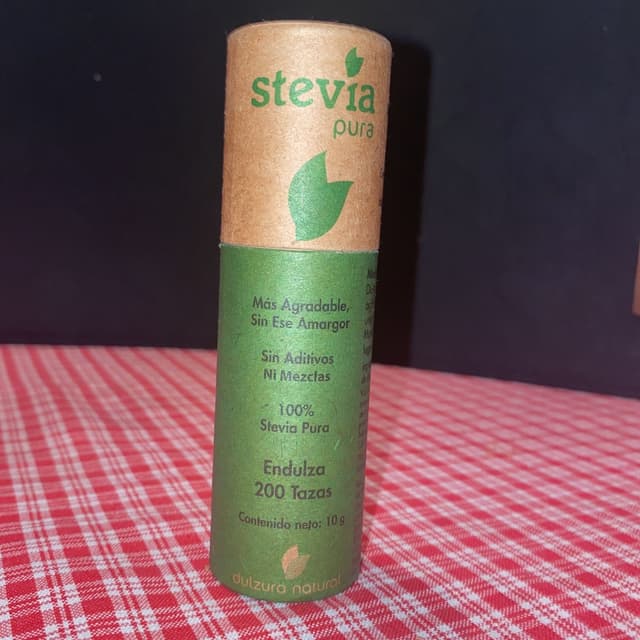 stevia
pura
Más Agradable,
Sin Ese Amargor
Sin Aditivos
Ni Mezclas
100%
Stevia Pura
Endulza
200 Tazas
Contenido neto: 10 g
dulzura natural